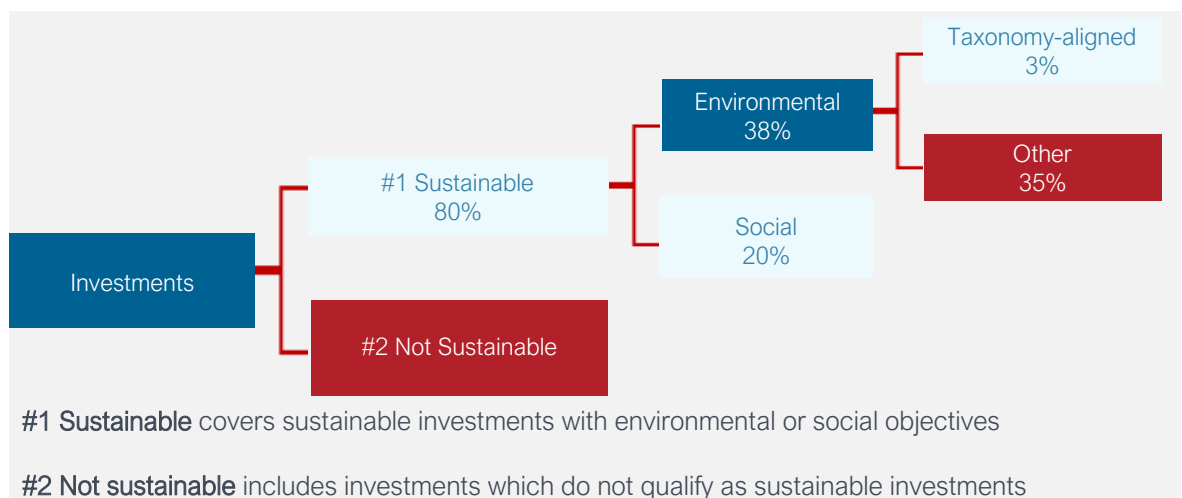 Taxonomy-aligned
3%
Environmental
38%
Other
35%
#1 Sustainable
80%
Social
20%
Investments
#2 Not Sustainable
#1 Sustainable covers sustainable investments with environmental or social objectives
#2 Not sustainable includes investments which do not qualify as sustainable investments